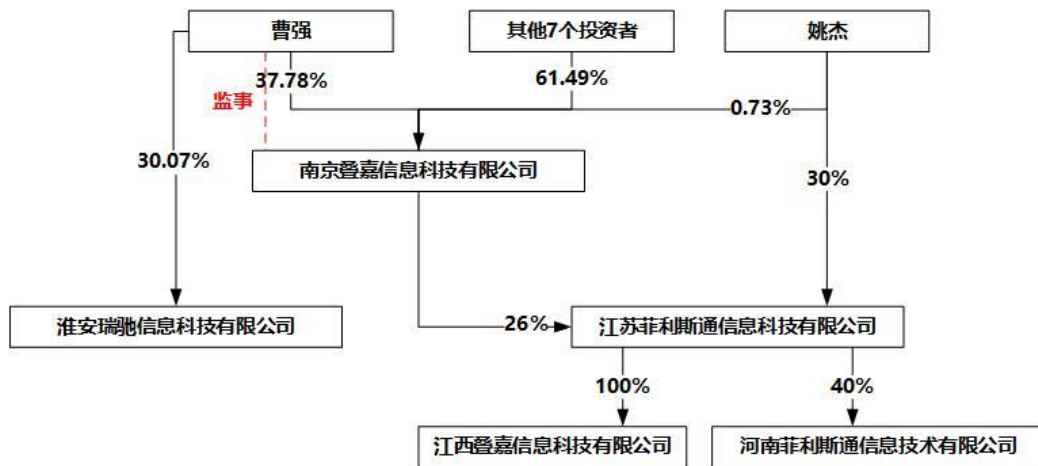 曹强
其他7个投资者
姚杰
37.78%
61.49%
监事
0.73%
30.07%
南京叠嘉信息科技有限公司
30%
淮安瑞驰信息科技有限公司
26%
江苏菲利斯通信息科技有限公司
100%
40%
江西叠嘉信息科技有限公司
河南菲利斯通信息技术有限公司